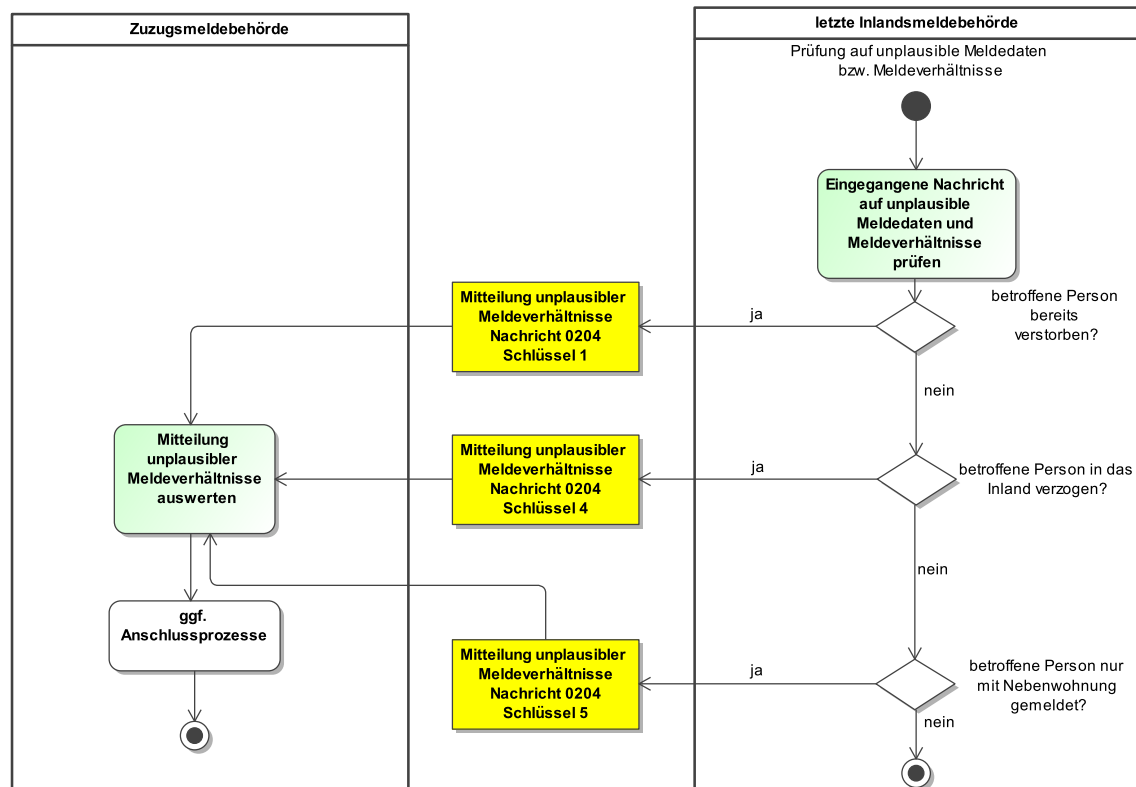 Zuzugsmeldebehörde
letzte Inlandsmeldebehörde
Prüfung auf unplausible Meldedaten
bzw. Meldeverhältnisse
Eingegangene Nachricht
auf unplausible
Meldedaten und
Meldeverhältnisse
prüfen
betroffene Person
bereits
verstorben?
ja
Mitteilung unplausibler
Meldeverhältnisse
Nachricht 0204
Schlüssel 1
nein
Mitteilung
unplausibler
Meldeverhältnisse
auswerten
Mitteilung unplausibler
Meldeverhältnisse
Nachricht 0204
Schlüssel 4
ja
betroffene Person in das
Inland verzogen?
nein
ggf.
Anschlussprozesse
Mitteilung unplausibler
Meldeverhältnisse
Nachricht 0204
Schlüssel 5
ja
betroffene Person nur
mit Nebenwohnung
gemeldet?
nein